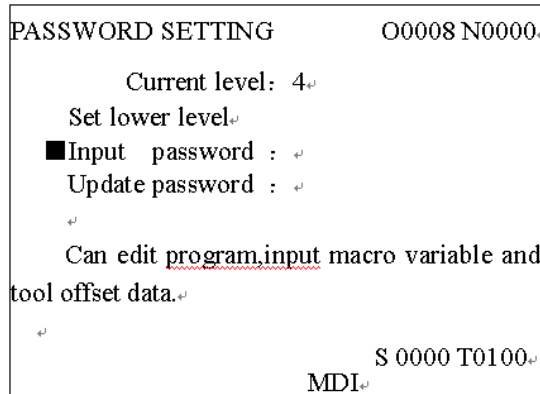 PASSWORD SETTING O0008 N0000
Current level：4
Set lower level
Input password ：
Update password ：
Can edit program,input macro variable and
tool offset data.
S 0000 T0100
MDI